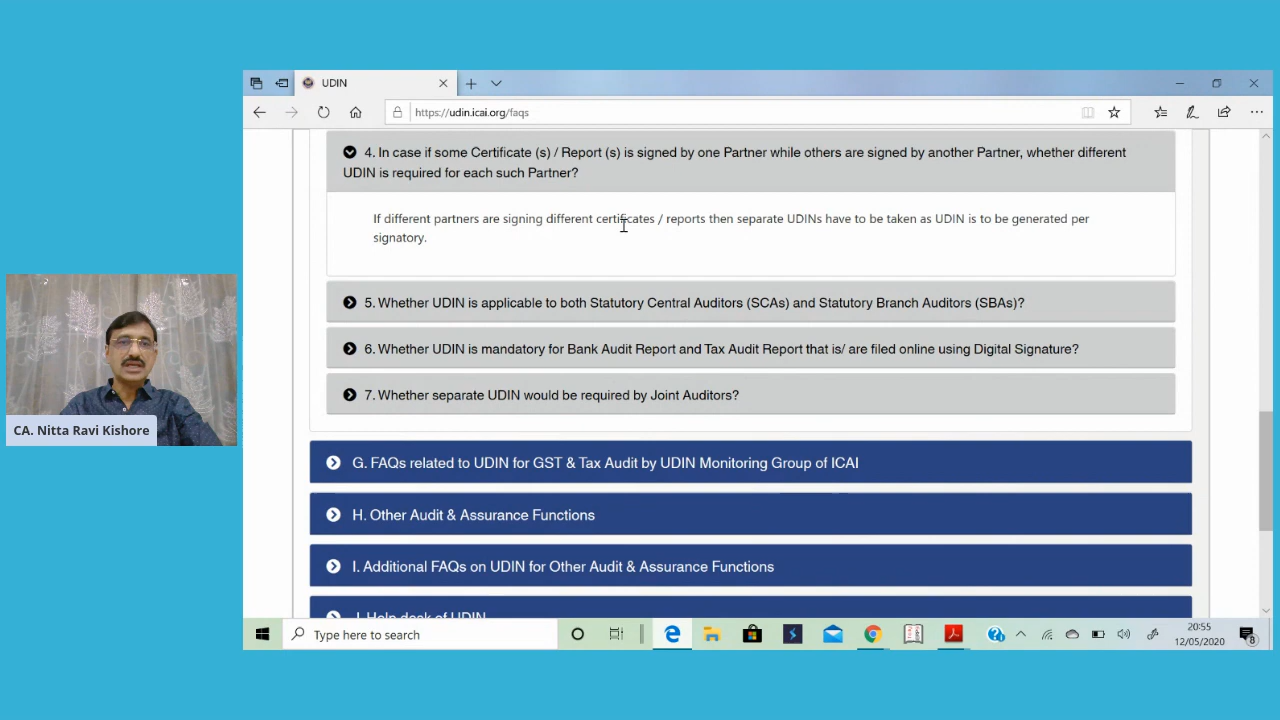 UDIN
https://udin.icai.org/faqs
4. In case if some Certificate (s) / Report (s) is signed by one Partner while others are signed by another Partner, whether different
UDIN is required for each such Partner?
If different partners are signing different certificates / reports then separate UDINs have to be taken as UDIN is to be generated per
signatory.
5. Whether UDIN is applicable to both Statutory Central Auditors (SCAs) and Statutory Branch Auditors (SBAs)?
6. Whether UDIN is mandatory for Bank Audit Report and Tax Audit Report that is/ are filed online using Digital Signature?
7. Whether separate UDIN would be required by Joint Auditors?
CA. Nitta Ravi Kishore
G. FAQs related to UDIN for GST & Tax Audit by UDIN Monitoring Group of ICAI
H. Other Audit & Assurance Functions
I. Additional FAQs on UDIN for Other Audit & Assurance Functions
J. Help desk of UDIN
Type here to search
20:55
12/05/2020
8